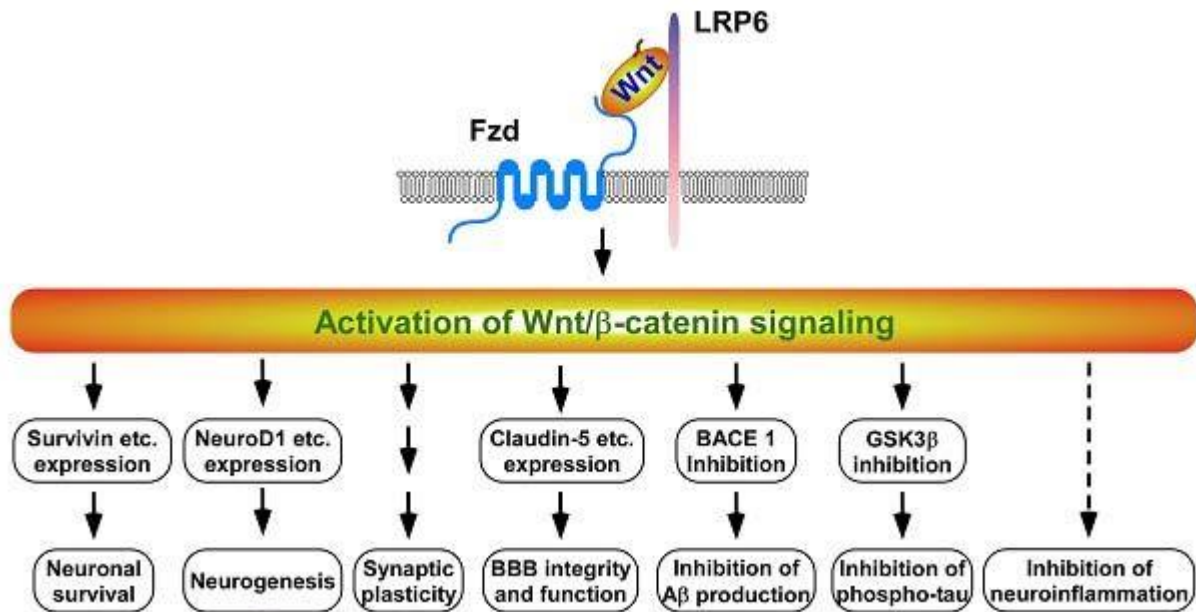 LRP6
Wnt
Fzd
Activation of Wnt/β-catenin signaling
Survivin etc.
expression
NeuroD1 etc.
expression
Claudin-5 etc.
expression
BACE 1
Inhibition
GSK3β
inhibition
Neuronal
survival
Neurogenesis
Synaptic
plasticity
BBB integrity
and function
Inhibition of
Aβ production
Inhibition of
phospho-tau
Inhibition of
neuroinflammation